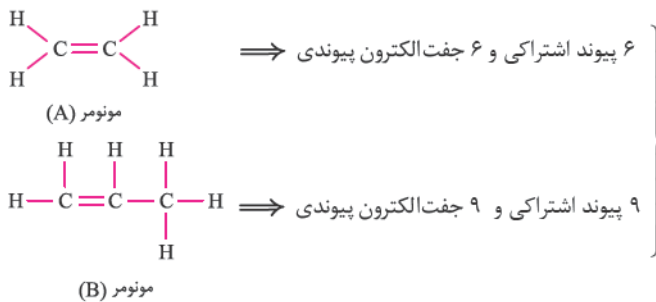 H H
C C
H H
⟹ ۶ پیوند اشتراکی و ۶ جفت‌الکترون پیوندی
مونومر (A)
H H H
H C C C H
H
⟹ ۹ پیوند اشتراکی و ۹ جفت‌الکترون پیوندی
مونومر (B)